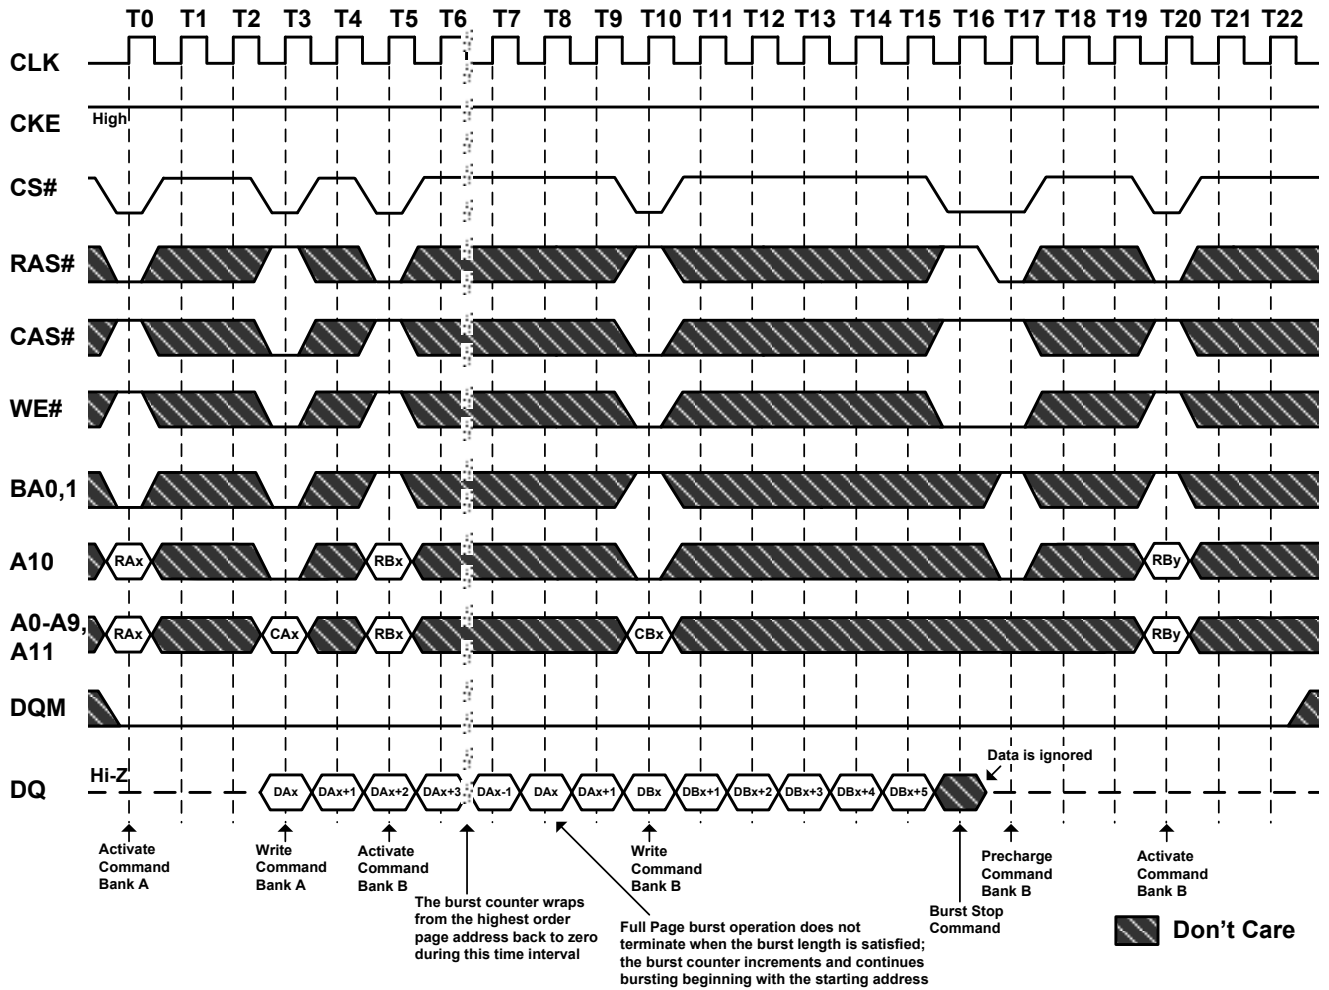 T0 T1 T2 T3 T4 T5 T6 T7 T8 T9 T10 T11 T12 T13 T14 T15 T16 T17 T18 T19 T20 T21 T22
CLK
CKE
High
CS#
RAS#
CAS#
WE#
BA0,1
A10
RAx RBx RBy
A0-A9,
A11
RAx CAx RBx CBx RBy
DQM
DQ
Hi-Z
DAx DAx+1 DAx+2 DAx+3 DAx-1 DAx DAx+1 DBx DBx+1 DBx+2 DBx+3 DBx+4 DBx+5
Data is ignored
Activate
Command
Bank A
Write
Command
Bank A
Activate
Command
Bank B
The burst counter wraps
from the highest order
page address back to zero
during this time interval
Full Page burst operation does not
terminate when the burst length is satisfied;
the burst counter increments and continues
bursting beginning with the starting address
Write
Command
Bank B
Burst Stop
Command
Precharge
Command
Bank B
Activate
Command
Bank B
Don't Care